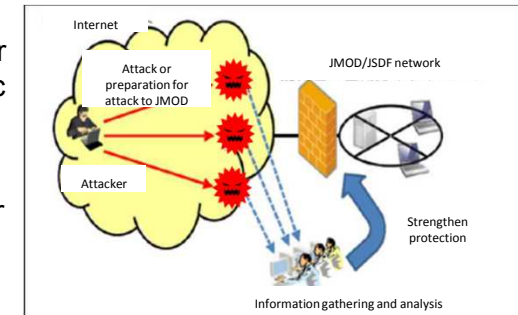 Internet
r
c
r
Attack or
preparation for
attack to JMOD
JMOD/JSDF network
Attacker
Strengthen
protection
Information gathering and analysis